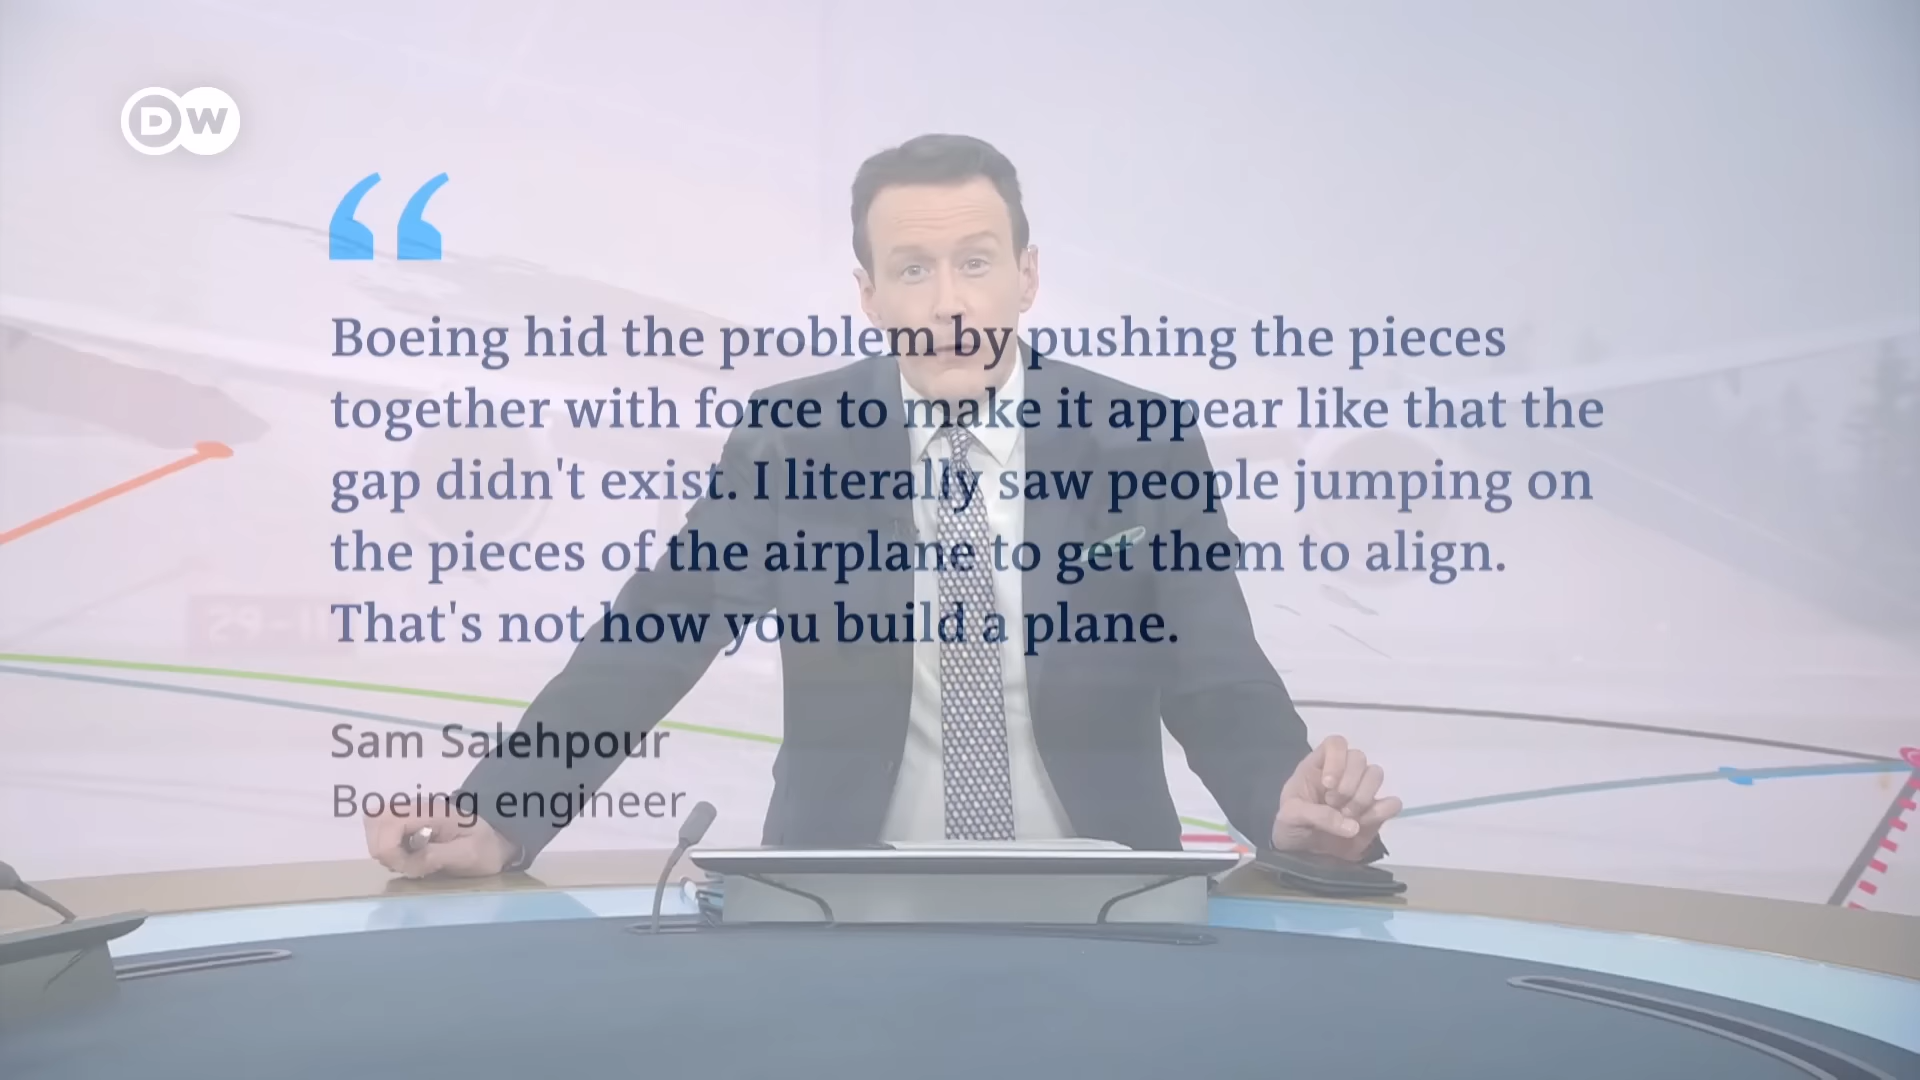 DW
“
Boeing hid the problem by pushing the pieces
together with force to make it appear like that the
gap didn't exist. I literally saw people jumping on
the pieces of the airplane to get them to align.
That's not how you build a plane.
Sam Salehpour
Boeing engineer